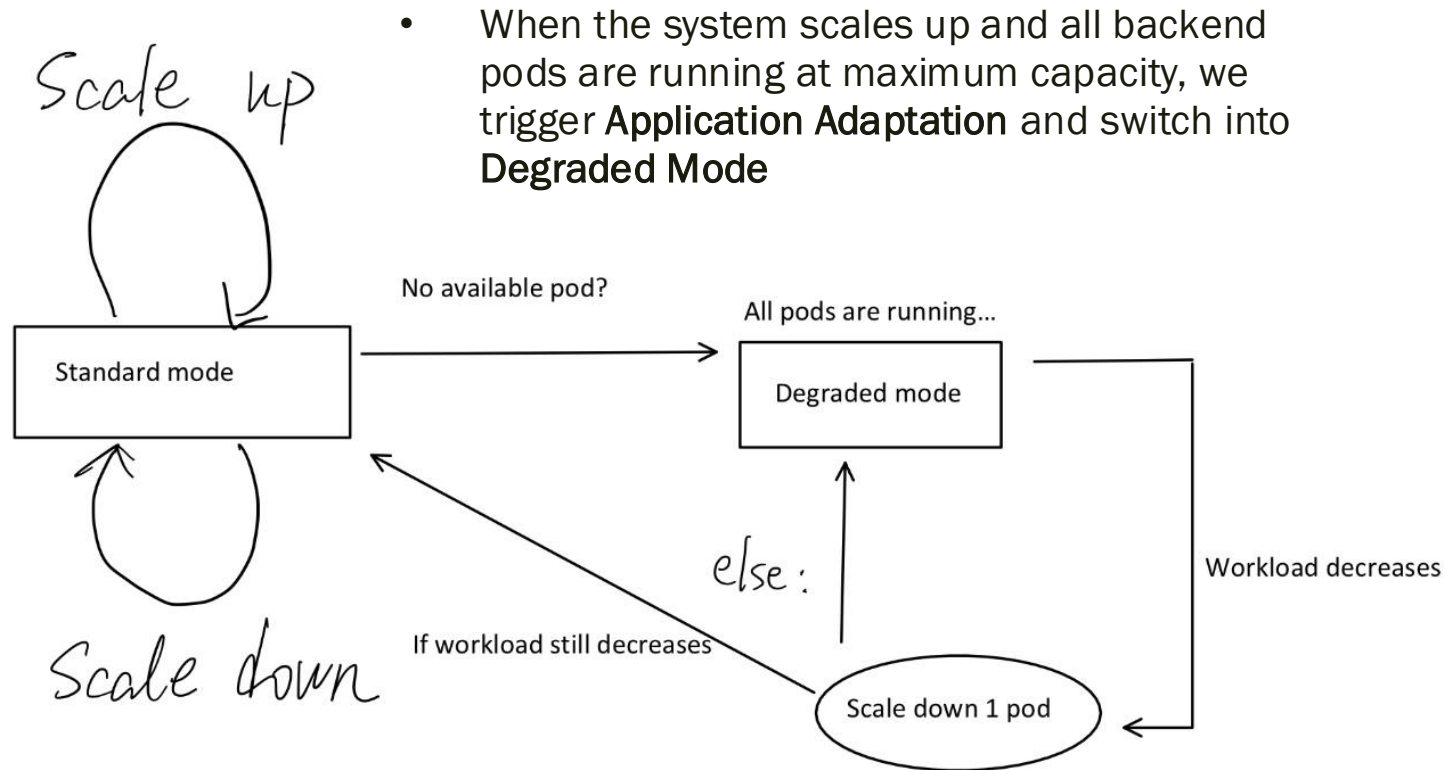 • When the system scales up and all backend
pods are running at maximum capacity, we
trigger Application Adaptation and switch into
Degraded Mode
Scale up
No available pod?
All pods are running...
Standard mode
Degraded mode
else:
Workload decreases
If workload still decreases
Scale down
Scale down 1 pod